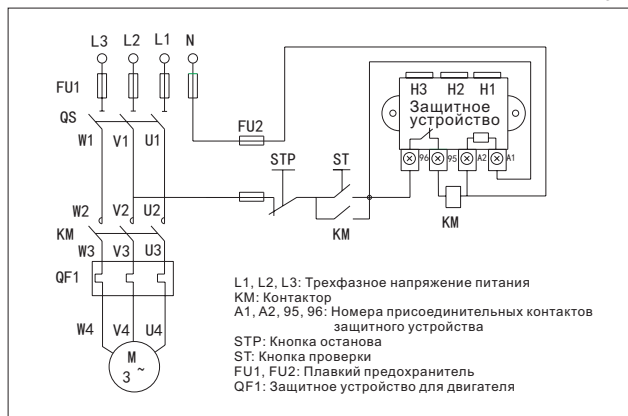 L3 L2 L1 N
FU1
QS
W1 V1 U1
FU2
H3 H2 H1
Защитное
устройство
96 95 A2 A1
STP ST
KM
KM
W2 V2 U2
KM
W3 V3 U3
QF1
W4 V4 U4
M
3 ~
L1, L2, L3: Трехфазное напряжение питания
KM: Контактор
A1, A2, 95, 96: Номера присоединительных контактов
защитного устройства
STP: Кнопка останова
ST: Кнопка проверки
FU1, FU2: Плавкий предохранитель
QF1: Защитное устройство для двигателя